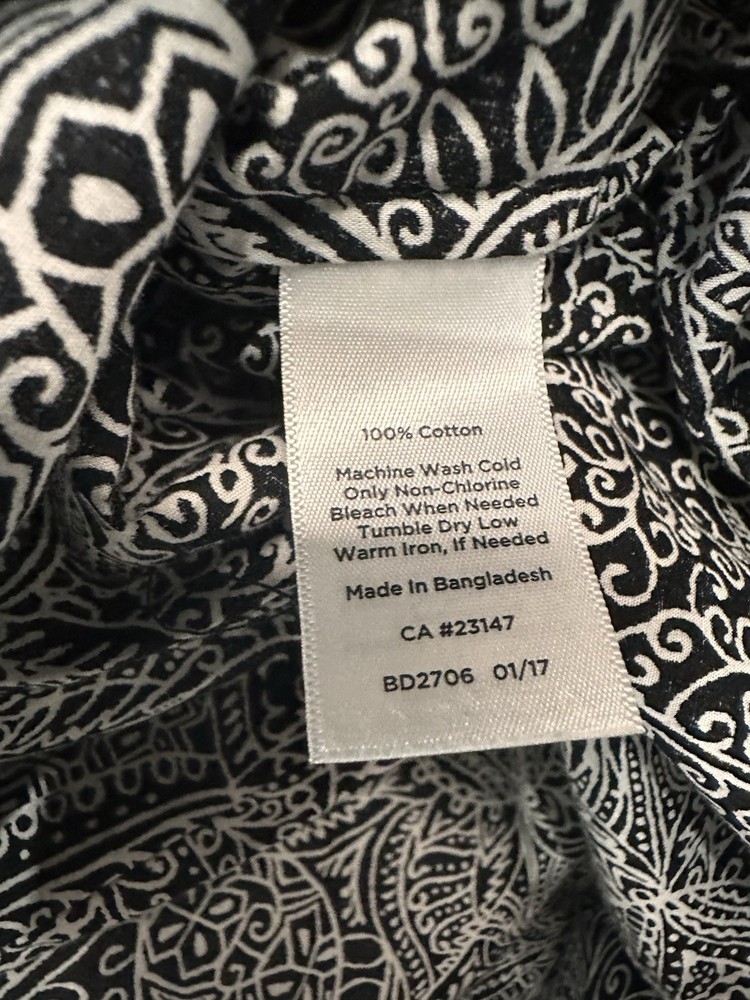 100% Cotton
Machine Wash Cold
Only Non-Chlorine
Bleach When Needed
Tumble Dry Low
Warm Iron, If Needed
Made In Bangladesh
CA #23147
BD2706 01/17